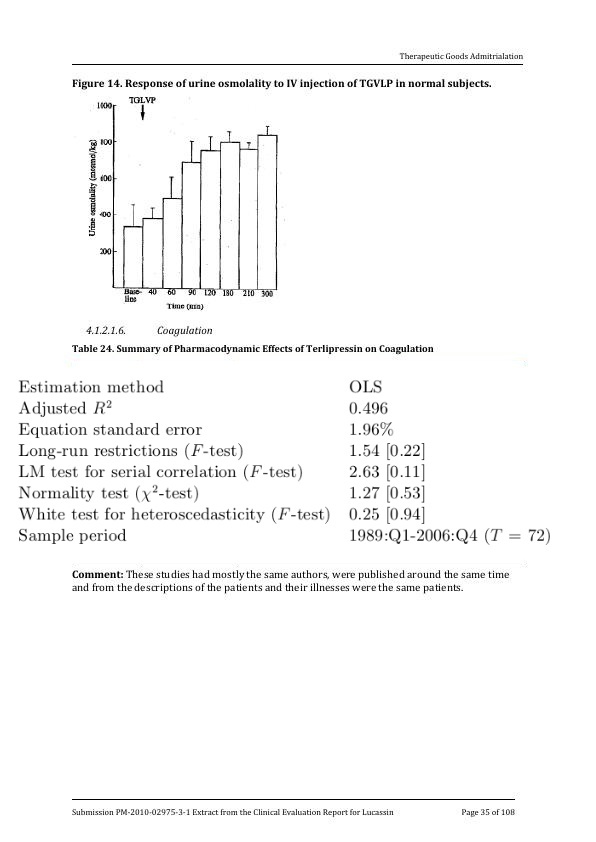 Therapeutic Goods Admitrialation
Figure 14. Response of urine osmolality to IV injection of TGVLP in normal subjects.
TGLVP
1000
800
600
400
200
Urine osmolality (mosmol/kg)
Base- 40 60 90 120 180 210 300
line
Time (min)
4.1.2.1.6. Coagulation
Table 24. Summary of Pharmacodynamic Effects of Terlipressin on Coagulation
Estimation method OLS
Adjusted R² 0.496
Equation standard error 1.96%
Long-run restrictions (F-test) 1.54 [0.22]
LM test for serial correlation (F-test) 2.63 [0.11]
Normality test (χ²-test) 1.27 [0.53]
White test for heteroscedasticity (F-test) 0.25 [0.94]
Sample period 1989:Q1-2006:Q4 (T = 72)
Comment: These studies had mostly the same authors, were published around the same time
and from the descriptions of the patients and their illnesses were the same patients.
Submission PM-2010-02975-3-1 Extract from the Clinical Evaluation Report for Lucassin Page 35 of 108